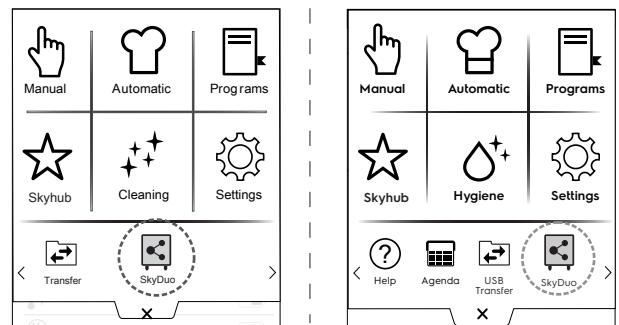 Manual Automatic Programs
Skyhub Cleaning Settings
Transfer SkyDuo
X
Manual Automatic Programs
Skyhub Hygiene Settings
Help Agenda USB Transfer SkyDuo
X